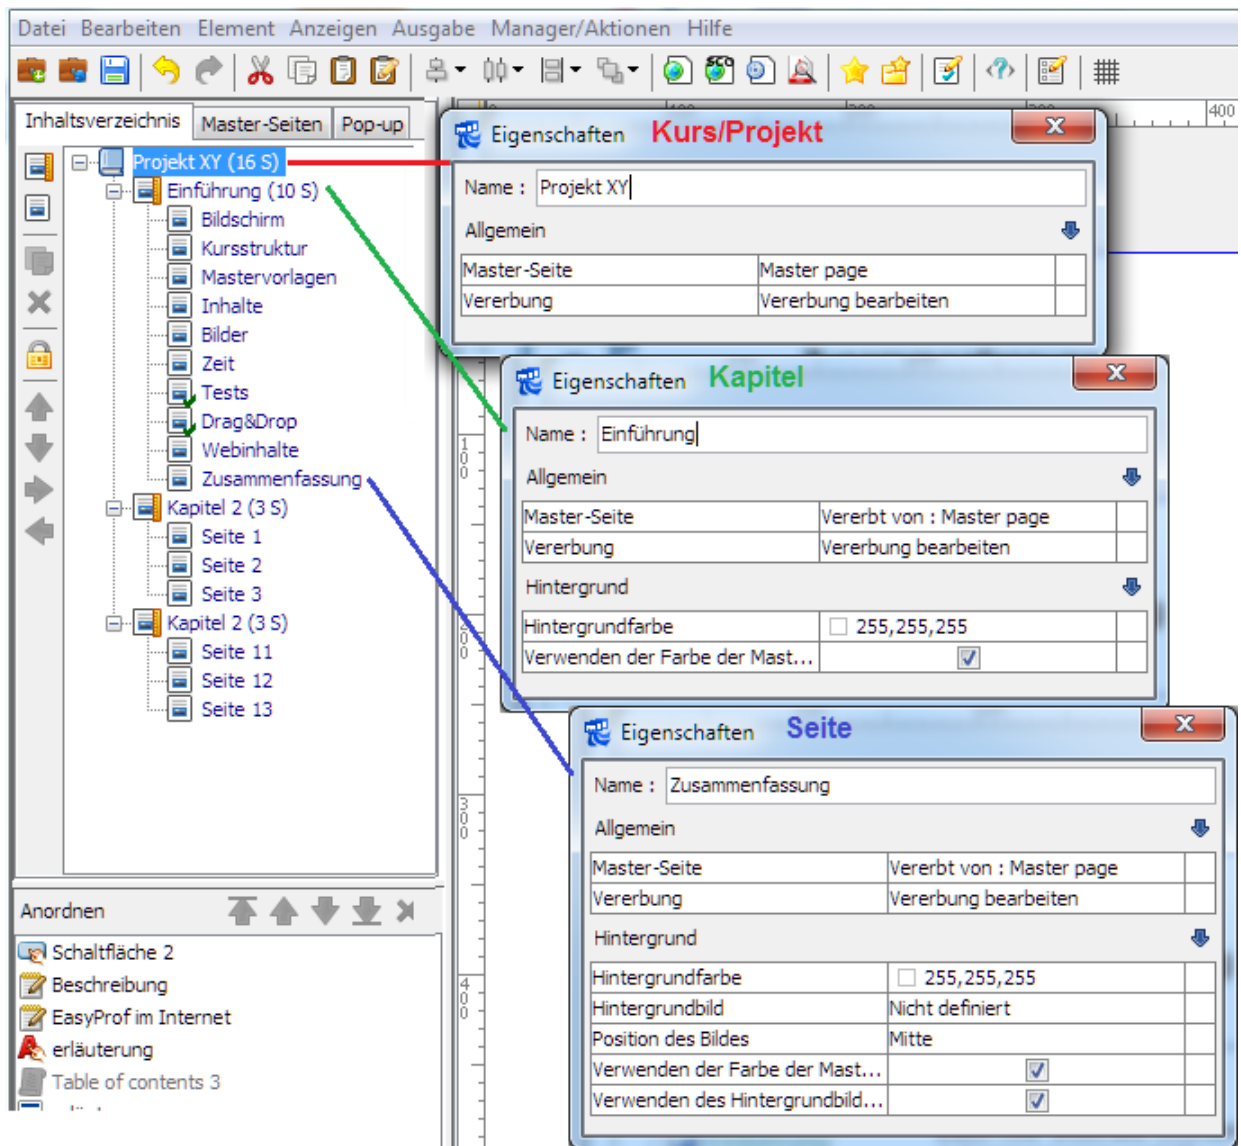 Datei Bearbeiten Element Anzeigen Ausgabe Manager/Aktionen Hilfe
Inhaltsverzeichnis Master-Seiten Pop-up
Projekt XY (16 S)
Einführung (10 S)
Bildschirm
Kursstruktur
Mastervorlagen
Inhalte
Bilder
Zeit
Tests
Drag&Drop
Webinhalte
Zusammenfassung
Kapitel 2 (3 S)
Seite 1
Seite 2
Seite 3
Kapitel 2 (3 S)
Seite 11
Seite 12
Seite 13
Anordnen
Schaltfläche 2
Beschreibung
EasyProf im Internet
erläuterung
Table of contents 3
400
Eigenschaften Kurs/Projekt
Name : Projekt XY
Allgemein
Master-Seite Master page
Vererbung Vererbung bearbeiten
100
Eigenschaften Kapitel
Name : Einführung
Allgemein
Master-Seite Vererbt von : Master page
Vererbung Vererbung bearbeiten
Hintergrund
Hintergrundfarbe 255,255,255
Verwenden der Farbe der Mast...
300
400
Eigenschaften Seite
Name : Zusammenfassung
Allgemein
Master-Seite Vererbt von : Master page
Vererbung Vererbung bearbeiten
Hintergrund
Hintergrundfarbe 255,255,255
Hintergrundbild Nicht definiert
Position des Bildes Mitte
Verwenden der Farbe der Mast...
Verwenden des Hintergrundbild...